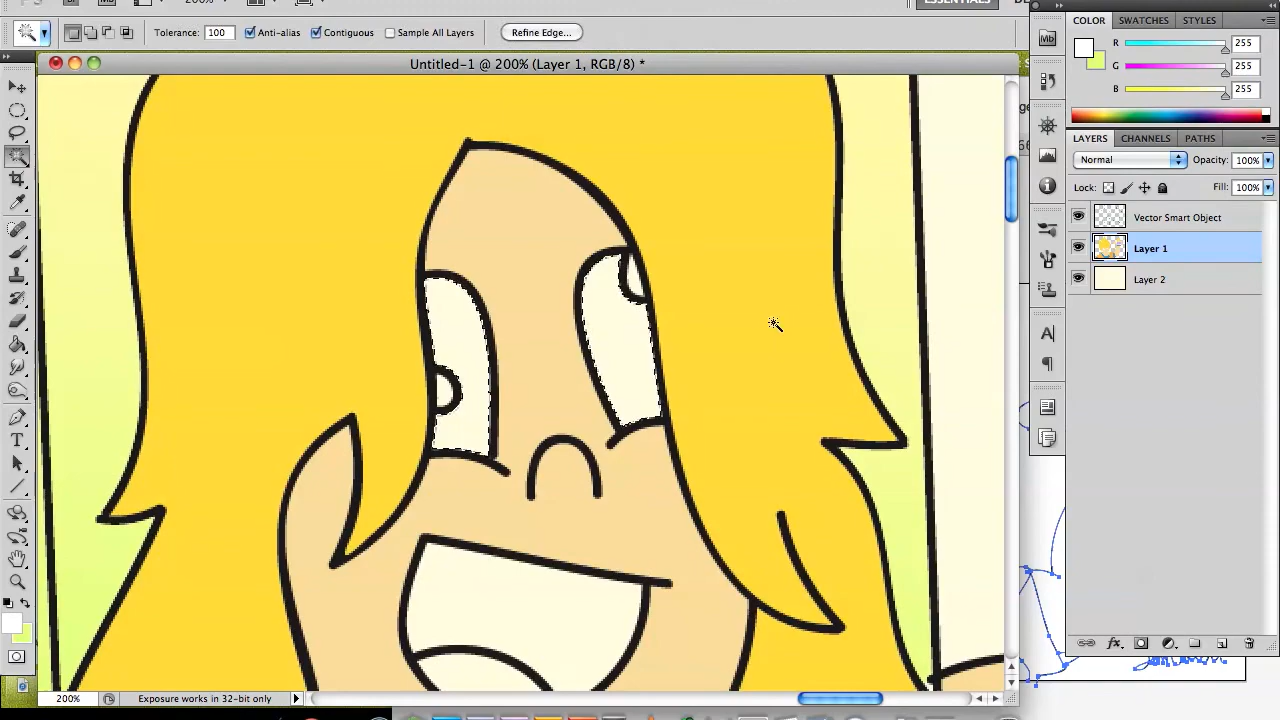 200%
ESSENTIALS
Tolerance: 100 Anti-alias Contiguous Sample All Layers Refine Edge...
Untitled-1 @ 200% (Layer 1, RGB/8) *
COLOR SWATCHES STYLES
Mb
R 255
G 255
B 255
LAYERS CHANNELS PATHS
Normal Opacity: 100%
Lock: Fill: 100%
Vector Smart Object
Layer 1
Layer 2
200% Exposure works in 32-bit only